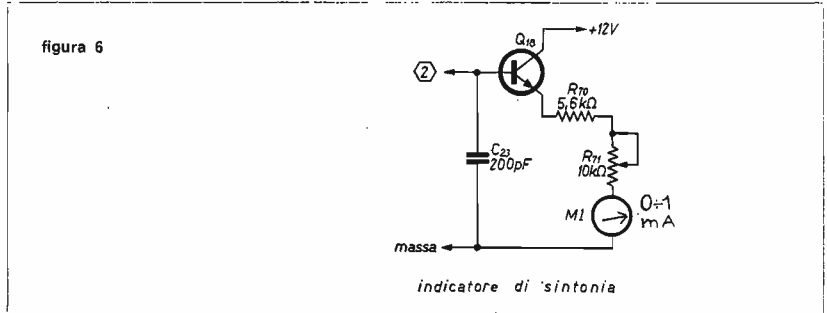 figura 6
+12V
Q18
2
R70
5,6kΩ
C23
200pF
R71
10kΩ
M1
0÷1
mA
massa
indicatore di sintonia